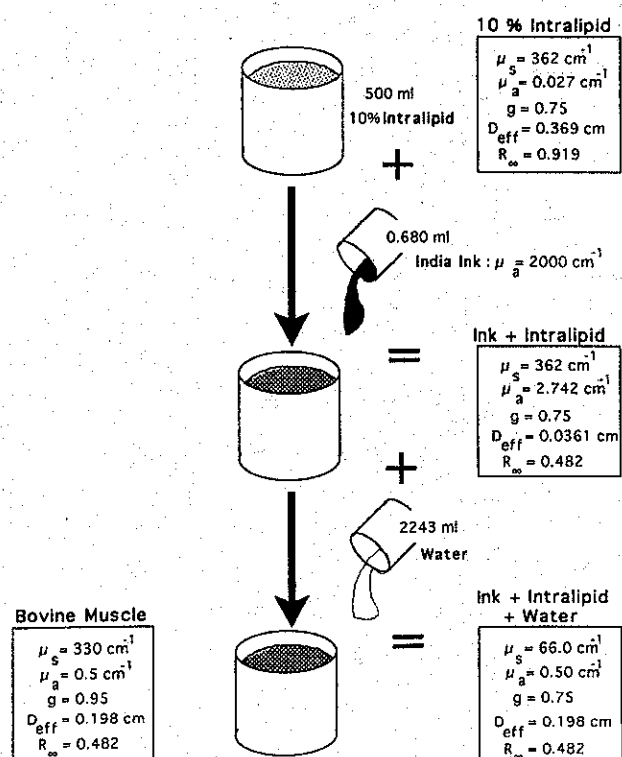 10 % Intralipid
μs = 362 cm⁻¹
μa = 0.027 cm⁻¹
g = 0.75
Deff = 0.369 cm
R∞ = 0.919
500 ml
10% Intralipid
+
0.680 ml
India Ink : μa = 2000 cm⁻¹
=
Ink + Intralipid
μs = 362 cm⁻¹
μa = 2.742 cm⁻¹
g = 0.75
Deff = 0.0361 cm
R∞ = 0.482
+
2243 ml
Water
Bovine Muscle
μs = 330 cm⁻¹
μa = 0.5 cm⁻¹
g = 0.95
Deff = 0.198 cm
R∞ = 0.482
=
Ink + Intralipid
+ Water
μs = 66.0 cm⁻¹
μa = 0.50 cm⁻¹
g = 0.75
Deff = 0.198 cm
R∞ = 0.482